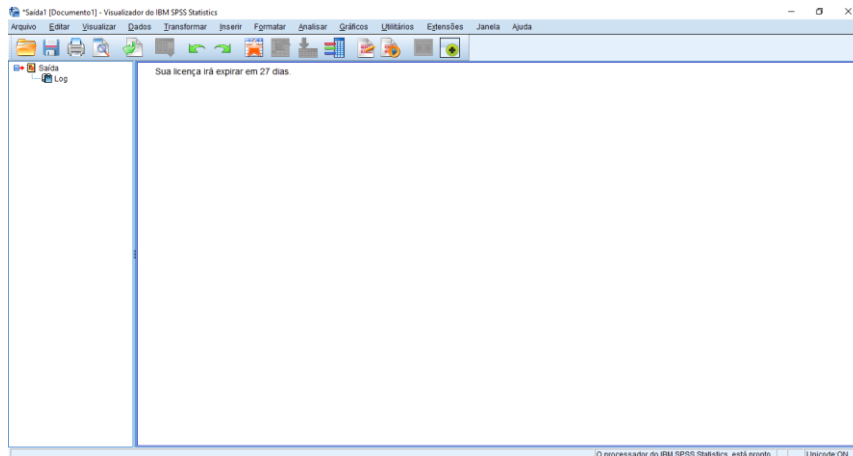 *Saída1 [Documento1] - Visualizador do IBM SPSS Statistics
Arquivo Editar Visualizar Dados Transformar Inserir Formatar Analisar Gráficos Utilitários Extensões Janela Ajuda
Saída
Log
Sua licença irá expirar em 27 dias.
O processador do IBM SPSS Statistics está pronto
Unicode:ON